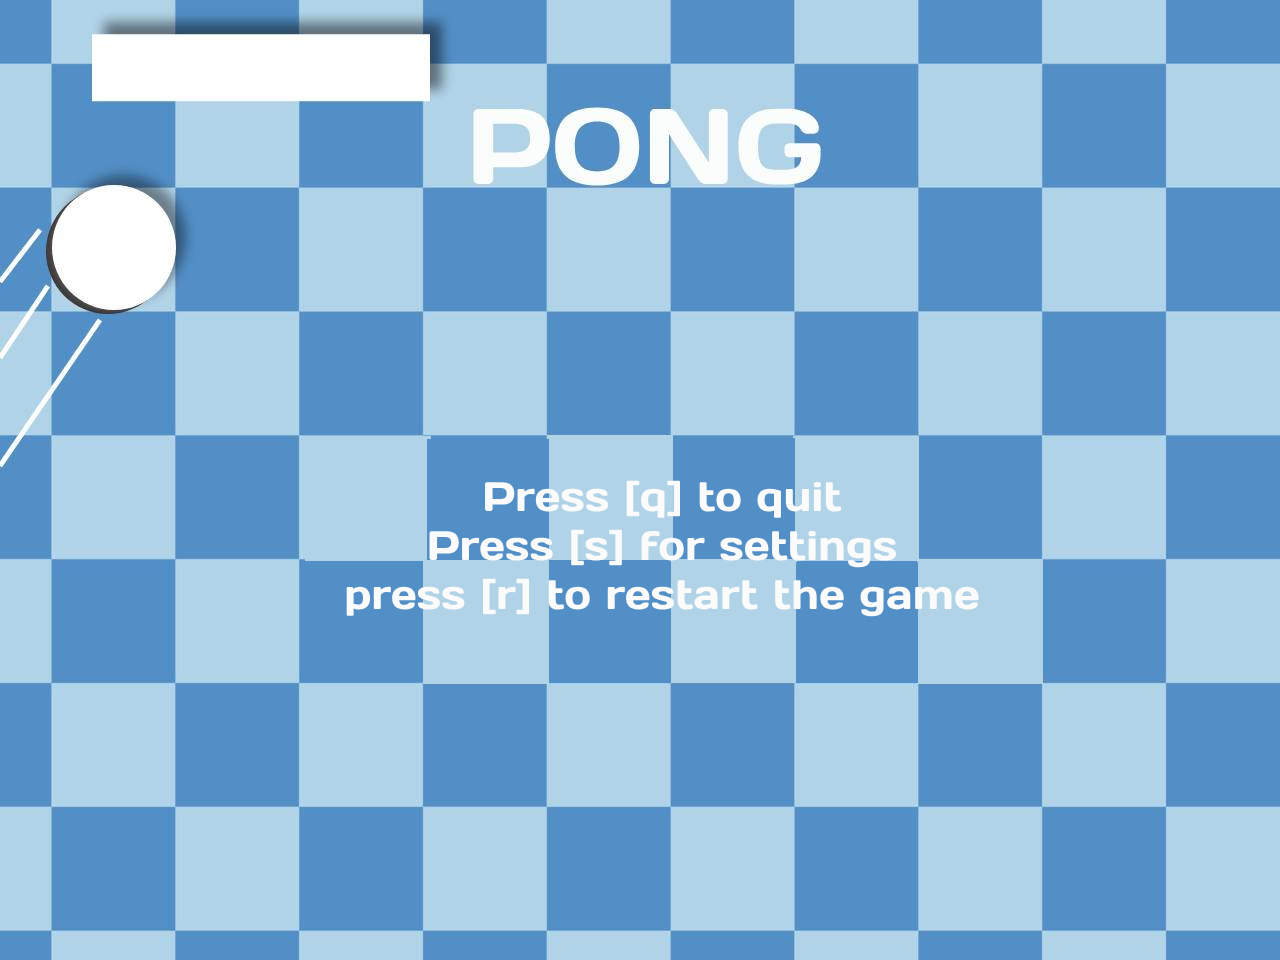 PONG
Press [q] to quit
Press [s] for settings
press [r] to restart the game